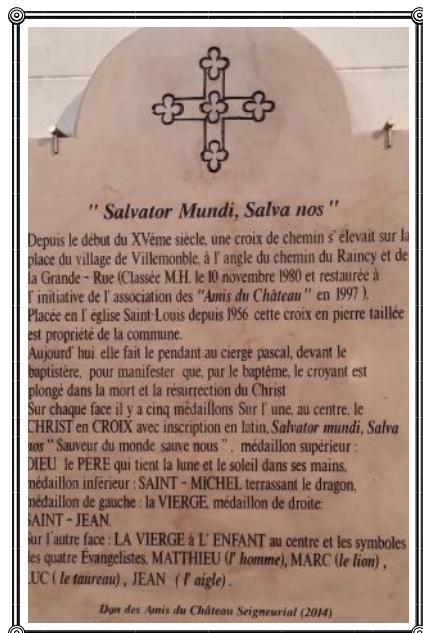 " Salvator Mundi, Salva nos "
Depuis le début du XVéme siècle, une croix de chemin s' élevait sur la
place du village de Villemonble, à l' angle du chemin du Raincy et de
la Grande - Rue (Classée M.H. le 10 novembre 1980 et restaurée à
l' initiative de l' association des "Amis du Château" en 1997 ).
Placée en l' église Saint-Louis depuis 1956 cette croix en pierre taillée
est propriété de la commune.
Aujourd' hui elle fait le pendant au cierge pascal, devant le
baptistère, pour manifester que, par le baptême, le croyant est
plongé dans la mort et la résurrection du Christ
Sur chaque face il y a cinq médaillons Sur l' une, au centre, le
CHRIST en CROIX avec inscription en latin, Salvator mundi, Salva
nos " Sauveur du monde sauve nous " , médaillon supérieur :
DIEU le PERE qui tient la lune et le soleil dans ses mains,
médaillon inférieur : SAINT - MICHEL terrassant le dragon,
médaillon de gauche : la VIERGE, médaillon de droite:
SAINT - JEAN.
Sur l'autre face : LA VIERGE à L' ENFANT au centre et les symboles
des quatre Évangelistes, MATTHIEU (l' homme), MARC (le lion) ,
LUC ( le taureau) , JEAN ( l' aigle) .
Don des Amis du Château Seigneurial (2014)